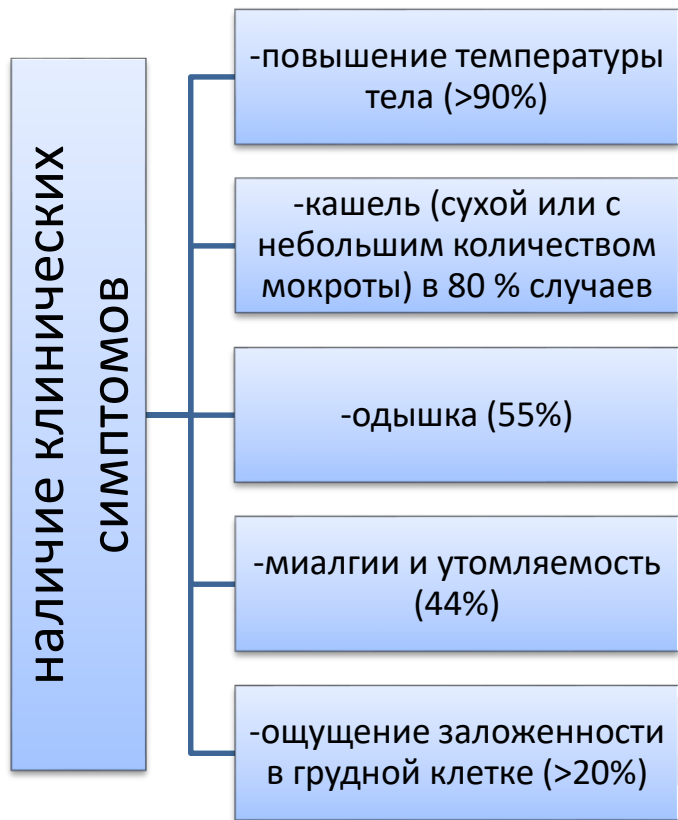 наличие клинических
симптомов
-повышение температуры
тела (>90%)
-кашель (сухой или с
небольшим количеством
мокроты) в 80 % случаев
-одышка (55%)
-миалгии и утомляемость
(44%)
-ощущение заложенности
в грудной клетке (>20%)